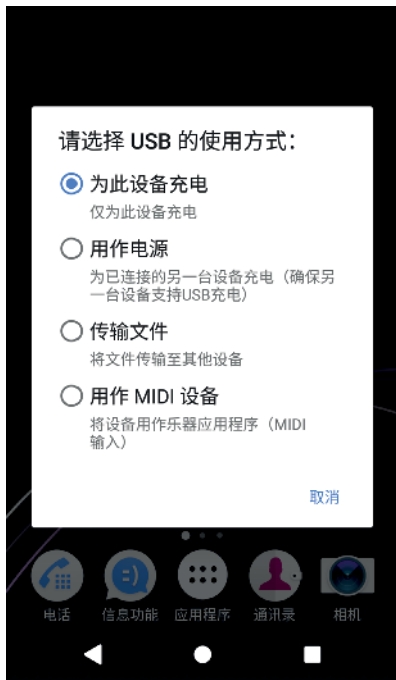 请选择 USB 的使用方式：
为此设备充电
仅为此设备充电
用作电源
为已连接的另一台设备充电（确保另
一台设备支持USB充电）
传输文件
将文件传输至其他设备
用作 MIDI 设备
将设备用作乐器应用程序（MIDI
输入）
取消
电话 信息功能 应用程序 通讯录 相机